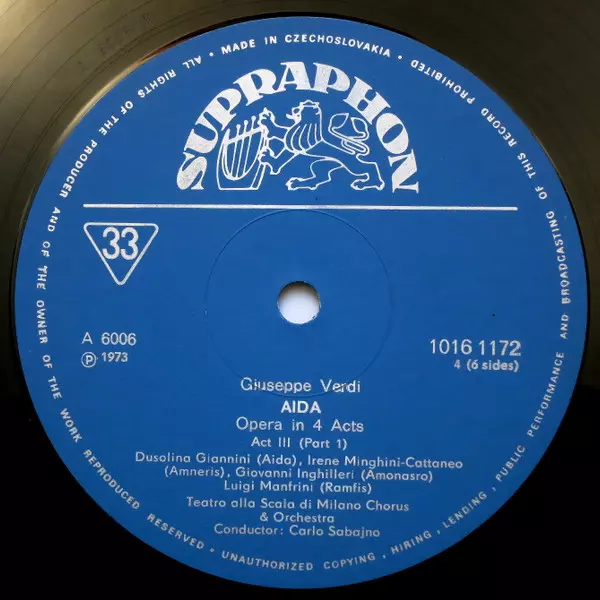 • MADE IN CZECHOSLOVAKIA •
ALL RIGHTS OF THE PRODUCER AND OF THE OWNER OF THE WORK REPRODUCED RESERVED • UNAUTHORIZED COPYING, HIRING, LENDING, PUBLIC PERFORMANCE AND BROADCASTING OF THIS RECORD PROHIBITED
SUPRAPHON
33
A 6006
℗ 1973
1016 1172
4 (6 sides)
Giuseppe Verdi
AIDA
Opera in 4 Acts
Act III (Part 1)
Dusolina Giannini (Aida), Irene Minghini-Cattaneo
(Amneris), Giovanni Inghilleri (Amonasro)
Luigi Manfrini (Ramfis)
Teatro alla Scala di Milano Chorus
& Orchestra
Conductor: Carlo Sabajno